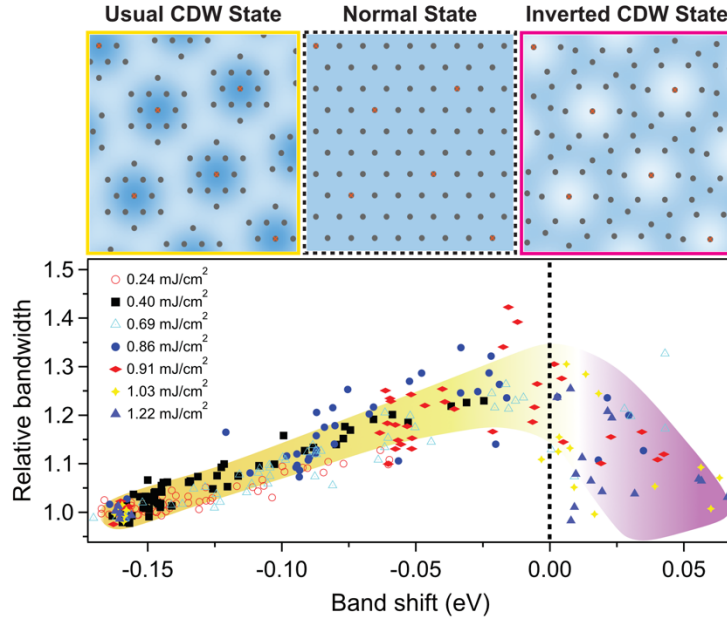 Usual CDW State
Normal State
Inverted CDW State
Relative bandwidth
1.5
1.4
1.3
1.2
1.1
1.0
0.24 mJ/cm²
0.40 mJ/cm²
0.69 mJ/cm²
0.86 mJ/cm²
0.91 mJ/cm²
1.03 mJ/cm²
1.22 mJ/cm²
-0.15
-0.10
-0.05
0.00
0.05
Band shift (eV)